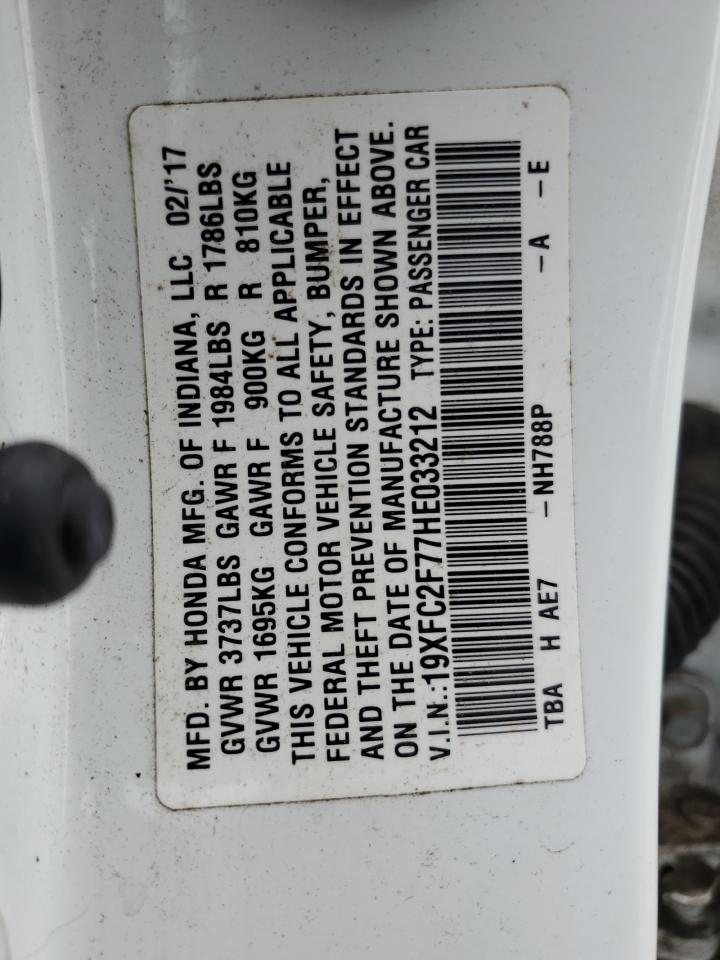 MFD. BY HONDA MFG. OF INDIANA, LLC 02/'17
GVWR 3737LBS GAWR F 1984LBS R 1786LBS
GVWR 1695KG GAWR F 900KG R 810KG
THIS VEHICLE CONFORMS TO ALL APPLICABLE
FEDERAL MOTOR VEHICLE SAFETY, BUMPER,
AND THEFT PREVENTION STANDARDS IN EFFECT
ON THE DATE OF MANUFACTURE SHOWN ABOVE.
V.I.N.:19XFC2F77HE033212 TYPE: PASSENGER CAR
TBA H AE7 -NH788P -A -E